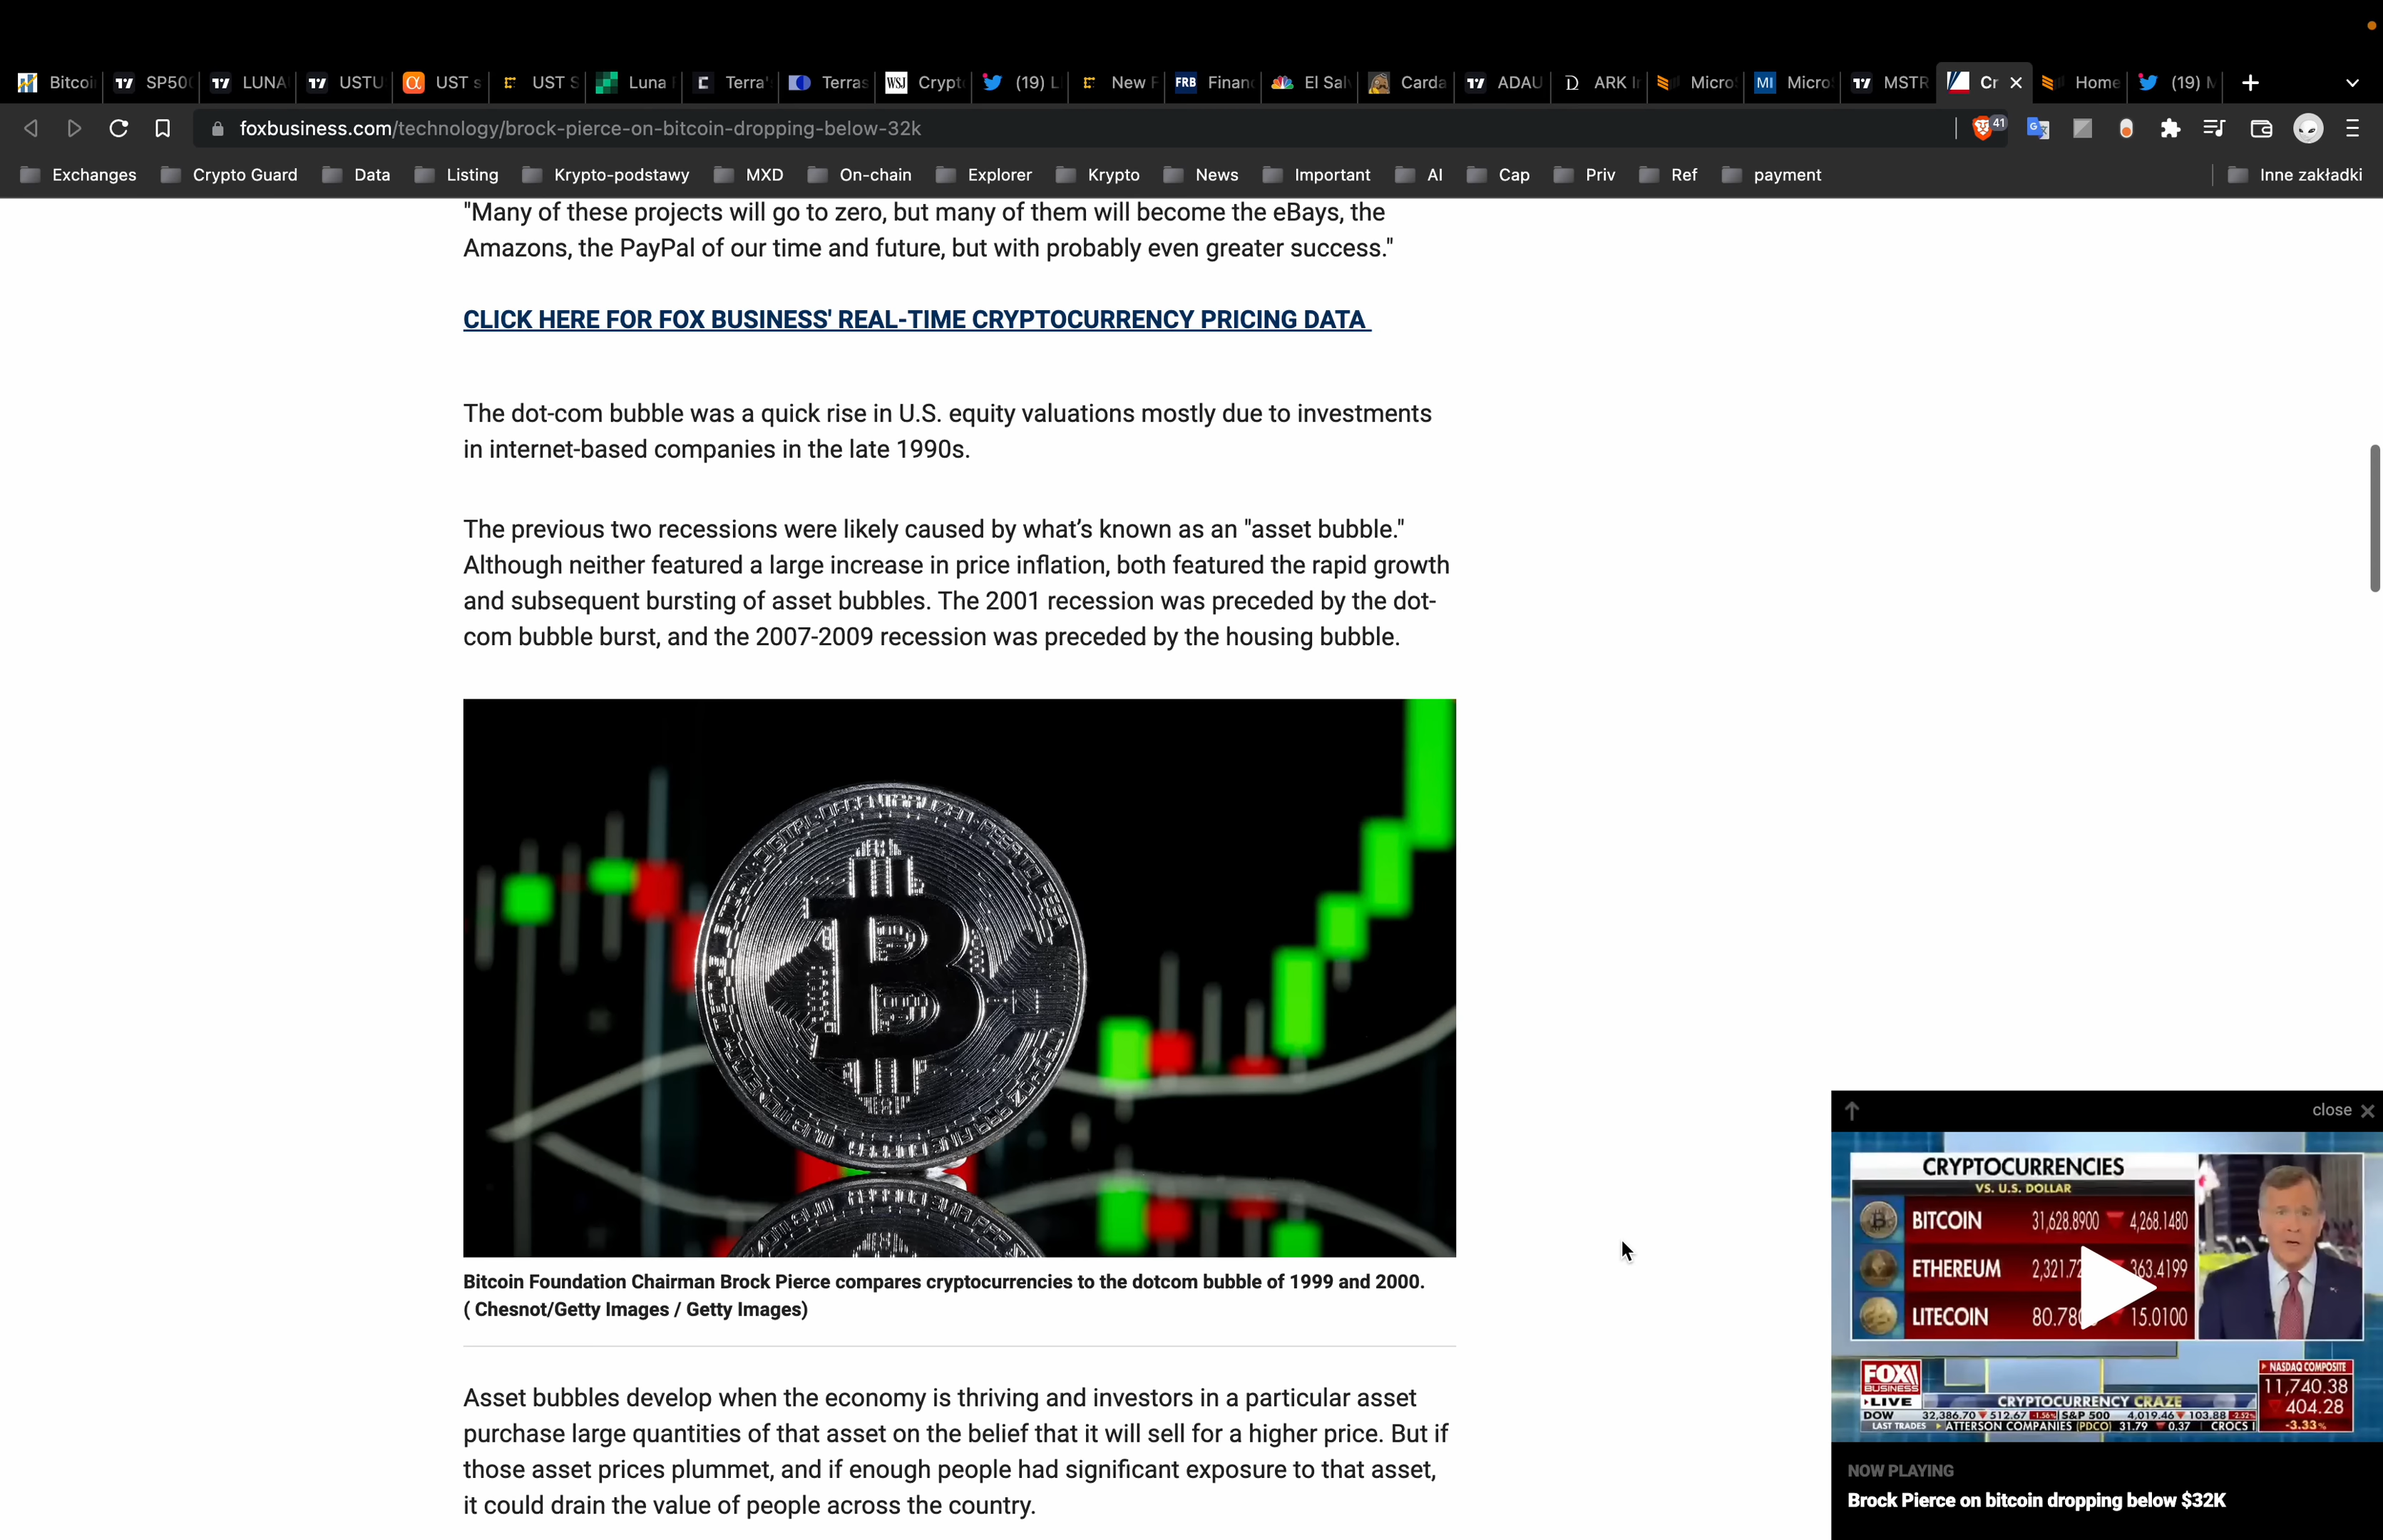 Bitcoi
SP500
LUNA
USTU
UST s
UST S
Luna
Terra'
Terras
WSJ Crypt
(19) L
New F
FRB Financ
El Sal
Carda
ADAU
ARK I
Micro
MI Micro
MSTR
Cr
Home
(19) M
foxbusiness.com/technology/brock-pierce-on-bitcoin-dropping-below-32k
41
Exchanges
Crypto Guard
Data
Listing
Krypto-podstawy
MXD
On-chain
Explorer
Krypto
News
Important
AI
Cap
Priv
Ref
payment
Inne zakładki
"Many of these projects will go to zero, but many of them will become the eBays, the
Amazons, the PayPal of our time and future, but with probably even greater success."
CLICK HERE FOR FOX BUSINESS' REAL-TIME CRYPTOCURRENCY PRICING DATA
The dot-com bubble was a quick rise in U.S. equity valuations mostly due to investments
in internet-based companies in the late 1990s.
The previous two recessions were likely caused by what's known as an "asset bubble."
Although neither featured a large increase in price inflation, both featured the rapid growth
and subsequent bursting of asset bubbles. The 2001 recession was preceded by the dot-
com bubble burst, and the 2007-2009 recession was preceded by the housing bubble.
Bitcoin Foundation Chairman Brock Pierce compares cryptocurrencies to the dotcom bubble of 1999 and 2000.
( Chesnot/Getty Images / Getty Images)
Asset bubbles develop when the economy is thriving and investors in a particular asset
purchase large quantities of that asset on the belief that it will sell for a higher price. But if
those asset prices plummet, and if enough people had significant exposure to that asset,
it could drain the value of people across the country.
close
CRYPTOCURRENCIES
VS. U.S. DOLLAR
BITCOIN 31,628.8900 4,268.1480
ETHEREUM 2,321.72 363.4199
LITECOIN 80.78 15.0100
FOX
BUSINESS
LIVE
CRYPTOCURRENCY CRAZE
DOW 32,386.70 512.67 -1.56% S&P 500 4,019.46 103.88 -2.52%
LAST TRADES ATTERSON COMPANIES (PDCO) 31.79 0.37 CROCS I
NASDAQ COMPOSITE
11,740.38
404.28
-3.33%
NOW PLAYING
Brock Pierce on bitcoin dropping below $32K